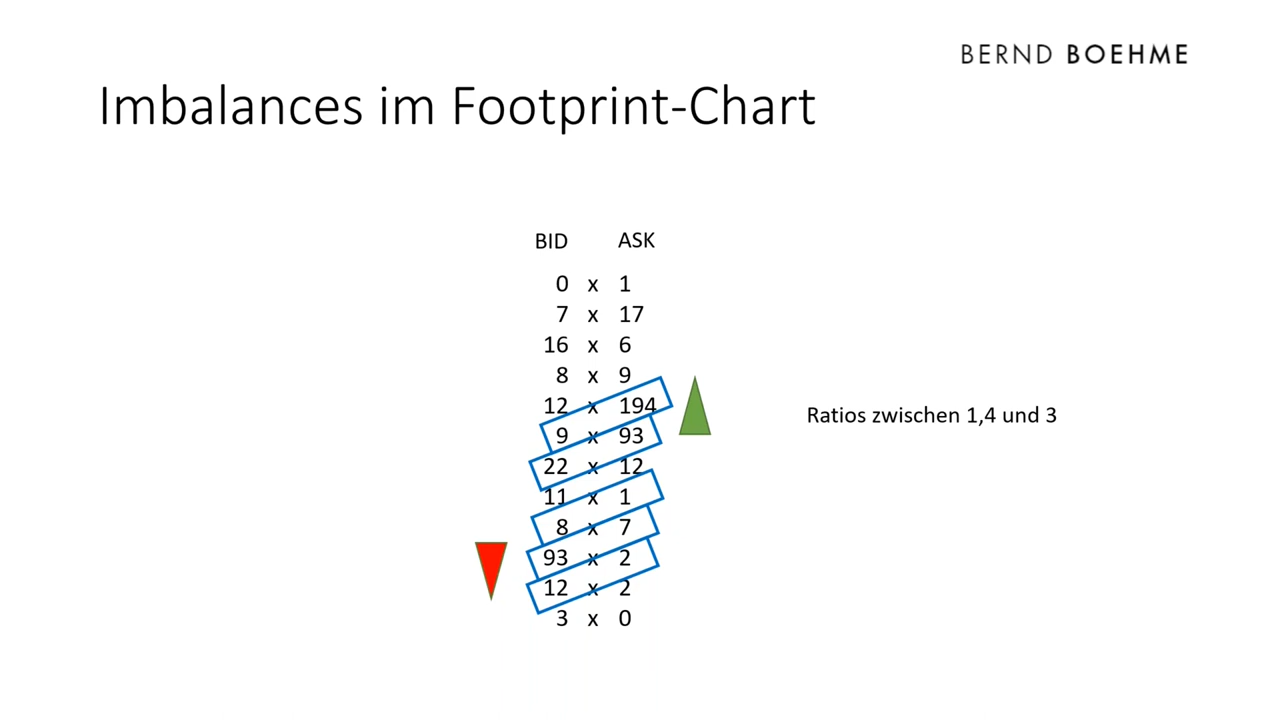 BERND BOEHME
Imbalances im Footprint-Chart
BID ASK
0 x 1
7 x 17
16 x 6
8 x 9
12 x 194
9 x 93
22 x 12
11 x 1
8 x 7
93 x 2
12 x 2
3 x 0
Ratios zwischen 1,4 und 3